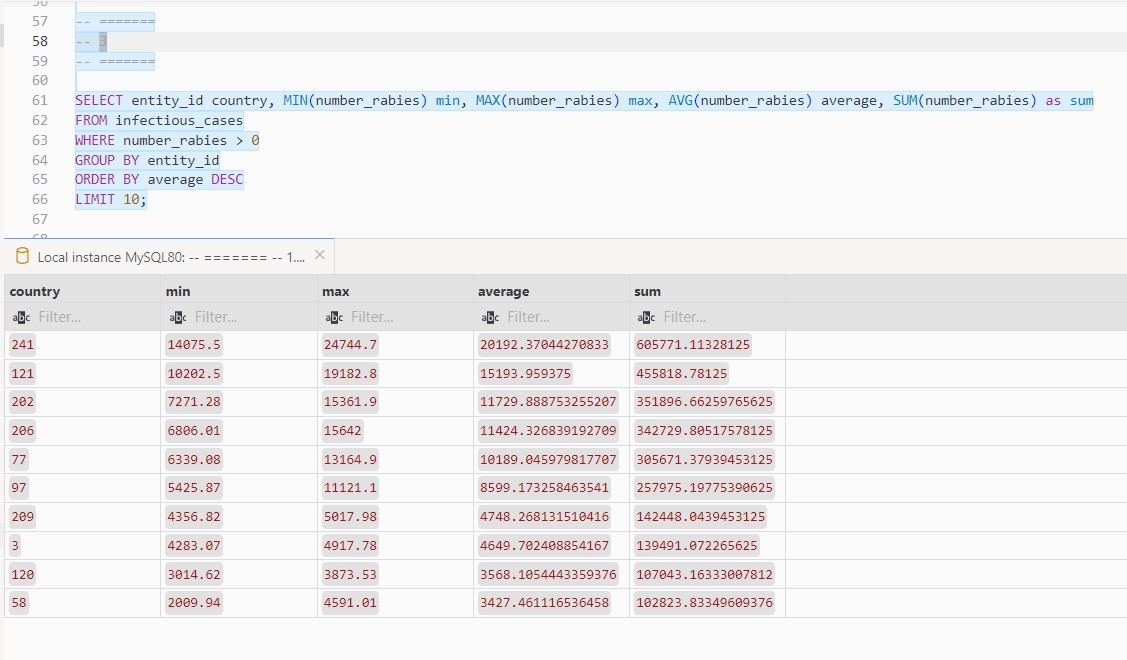 56
57 -- =======
58 -- 3
59 -- =======
60
61 SELECT entity_id country, MIN(number_rabies) min, MAX(number_rabies) max, AVG(number_rabies) average, SUM(number_rabies) as sum
62 FROM infectious_cases
63 WHERE number_rabies > 0
64 GROUP BY entity_id
65 ORDER BY average DESC
66 LIMIT 10;
67
68
Local instance MySQL80: -- ======= -- 1....
country min max average sum
abc Filter... abc Filter... abc Filter... abc Filter... abc Filter...
241 14075.5 24744.7 20192.37044270833 605771.11328125
121 10202.5 19182.8 15193.959375 455818.78125
202 7271.28 15361.9 11729.888753255207 351896.66259765625
206 6806.01 15642 11424.326839192709 342729.80517578125
77 6339.08 13164.9 10189.045979817707 305671.37939453125
97 5425.87 11121.1 8599.173258463541 257975.19775390625
209 4356.82 5017.98 4748.268131510416 142448.0439453125
3 4283.07 4917.78 4649.702408854167 139491.072265625
120 3014.62 3873.53 3568.1054443359376 107043.16333007812
58 2009.94 4591.01 3427.461116536458 102823.83349609376